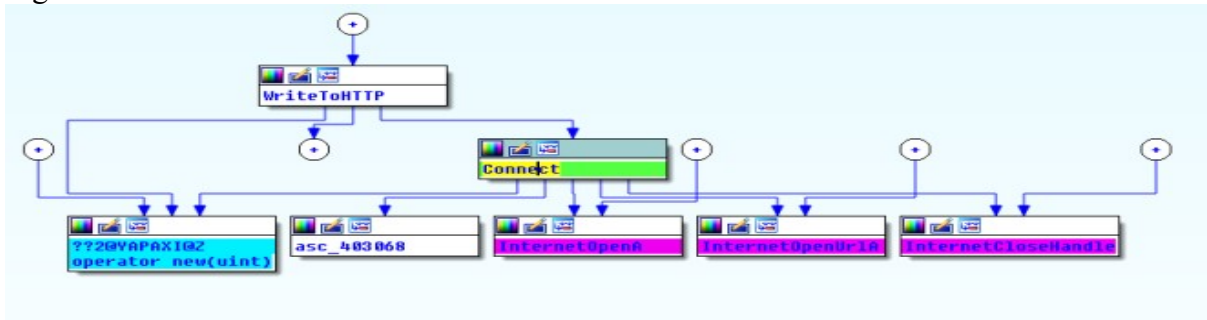 WriteToHTTP
Connect
??2@YAPAXI@Z
operator new(uint)
asc_403068
InternetOpenA
InternetOpenUrlA
InternetCloseHandle